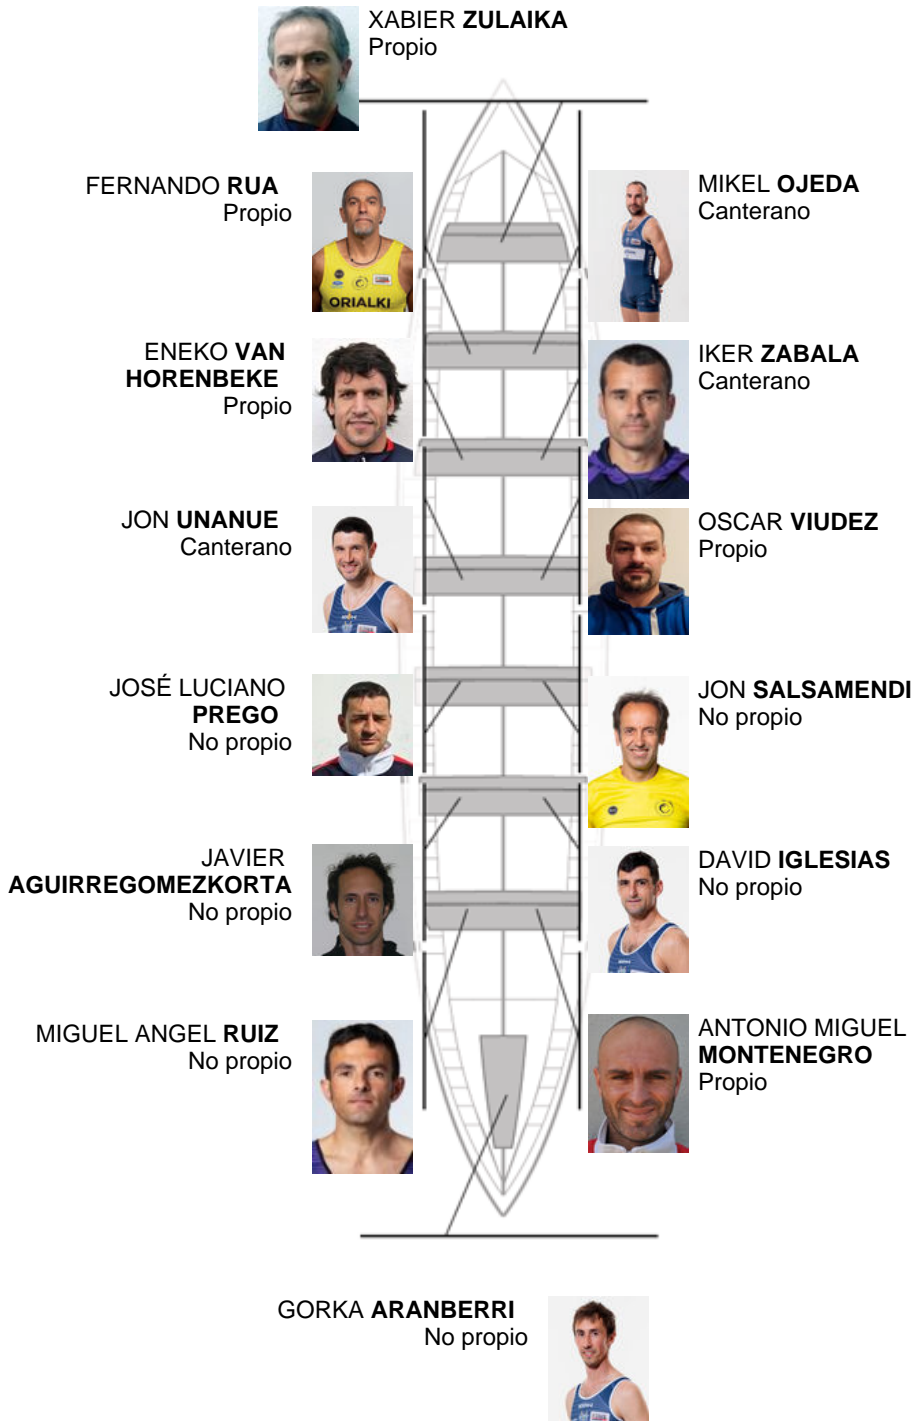 XABIER ZULAIKA
Propio
FERNANDO RUA
Propio
MIKEL OJEDA
Canterano
ORIALKI
ENEKO VAN
HORENBEKE
Propio
IKER ZABALA
Canterano
JON UNANUE
Canterano
OSCAR VIUDEZ
Propio
JOSÉ LUCIANO
PREGO
No propio
JON SALSAMENDI
No propio
JAVIER
AGUIRREGOMEZKORTA
No propio
DAVID IGLESIAS
No propio
MIGUEL ANGEL RUIZ
No propio
ANTONIO MIGUEL
MONTENEGRO
Propio
GORKA ARANBERRI
No propio